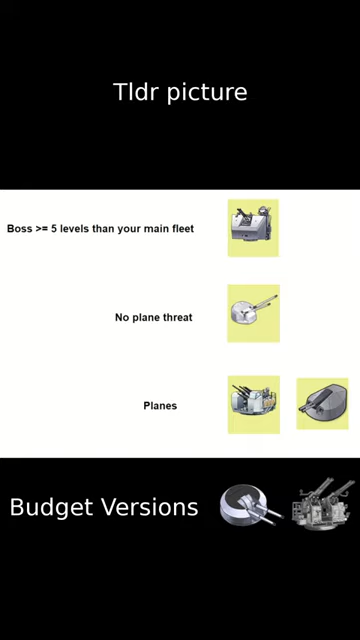 Tldr picture
Boss >= 5 levels than your main fleet
No plane threat
Planes
Budget Versions